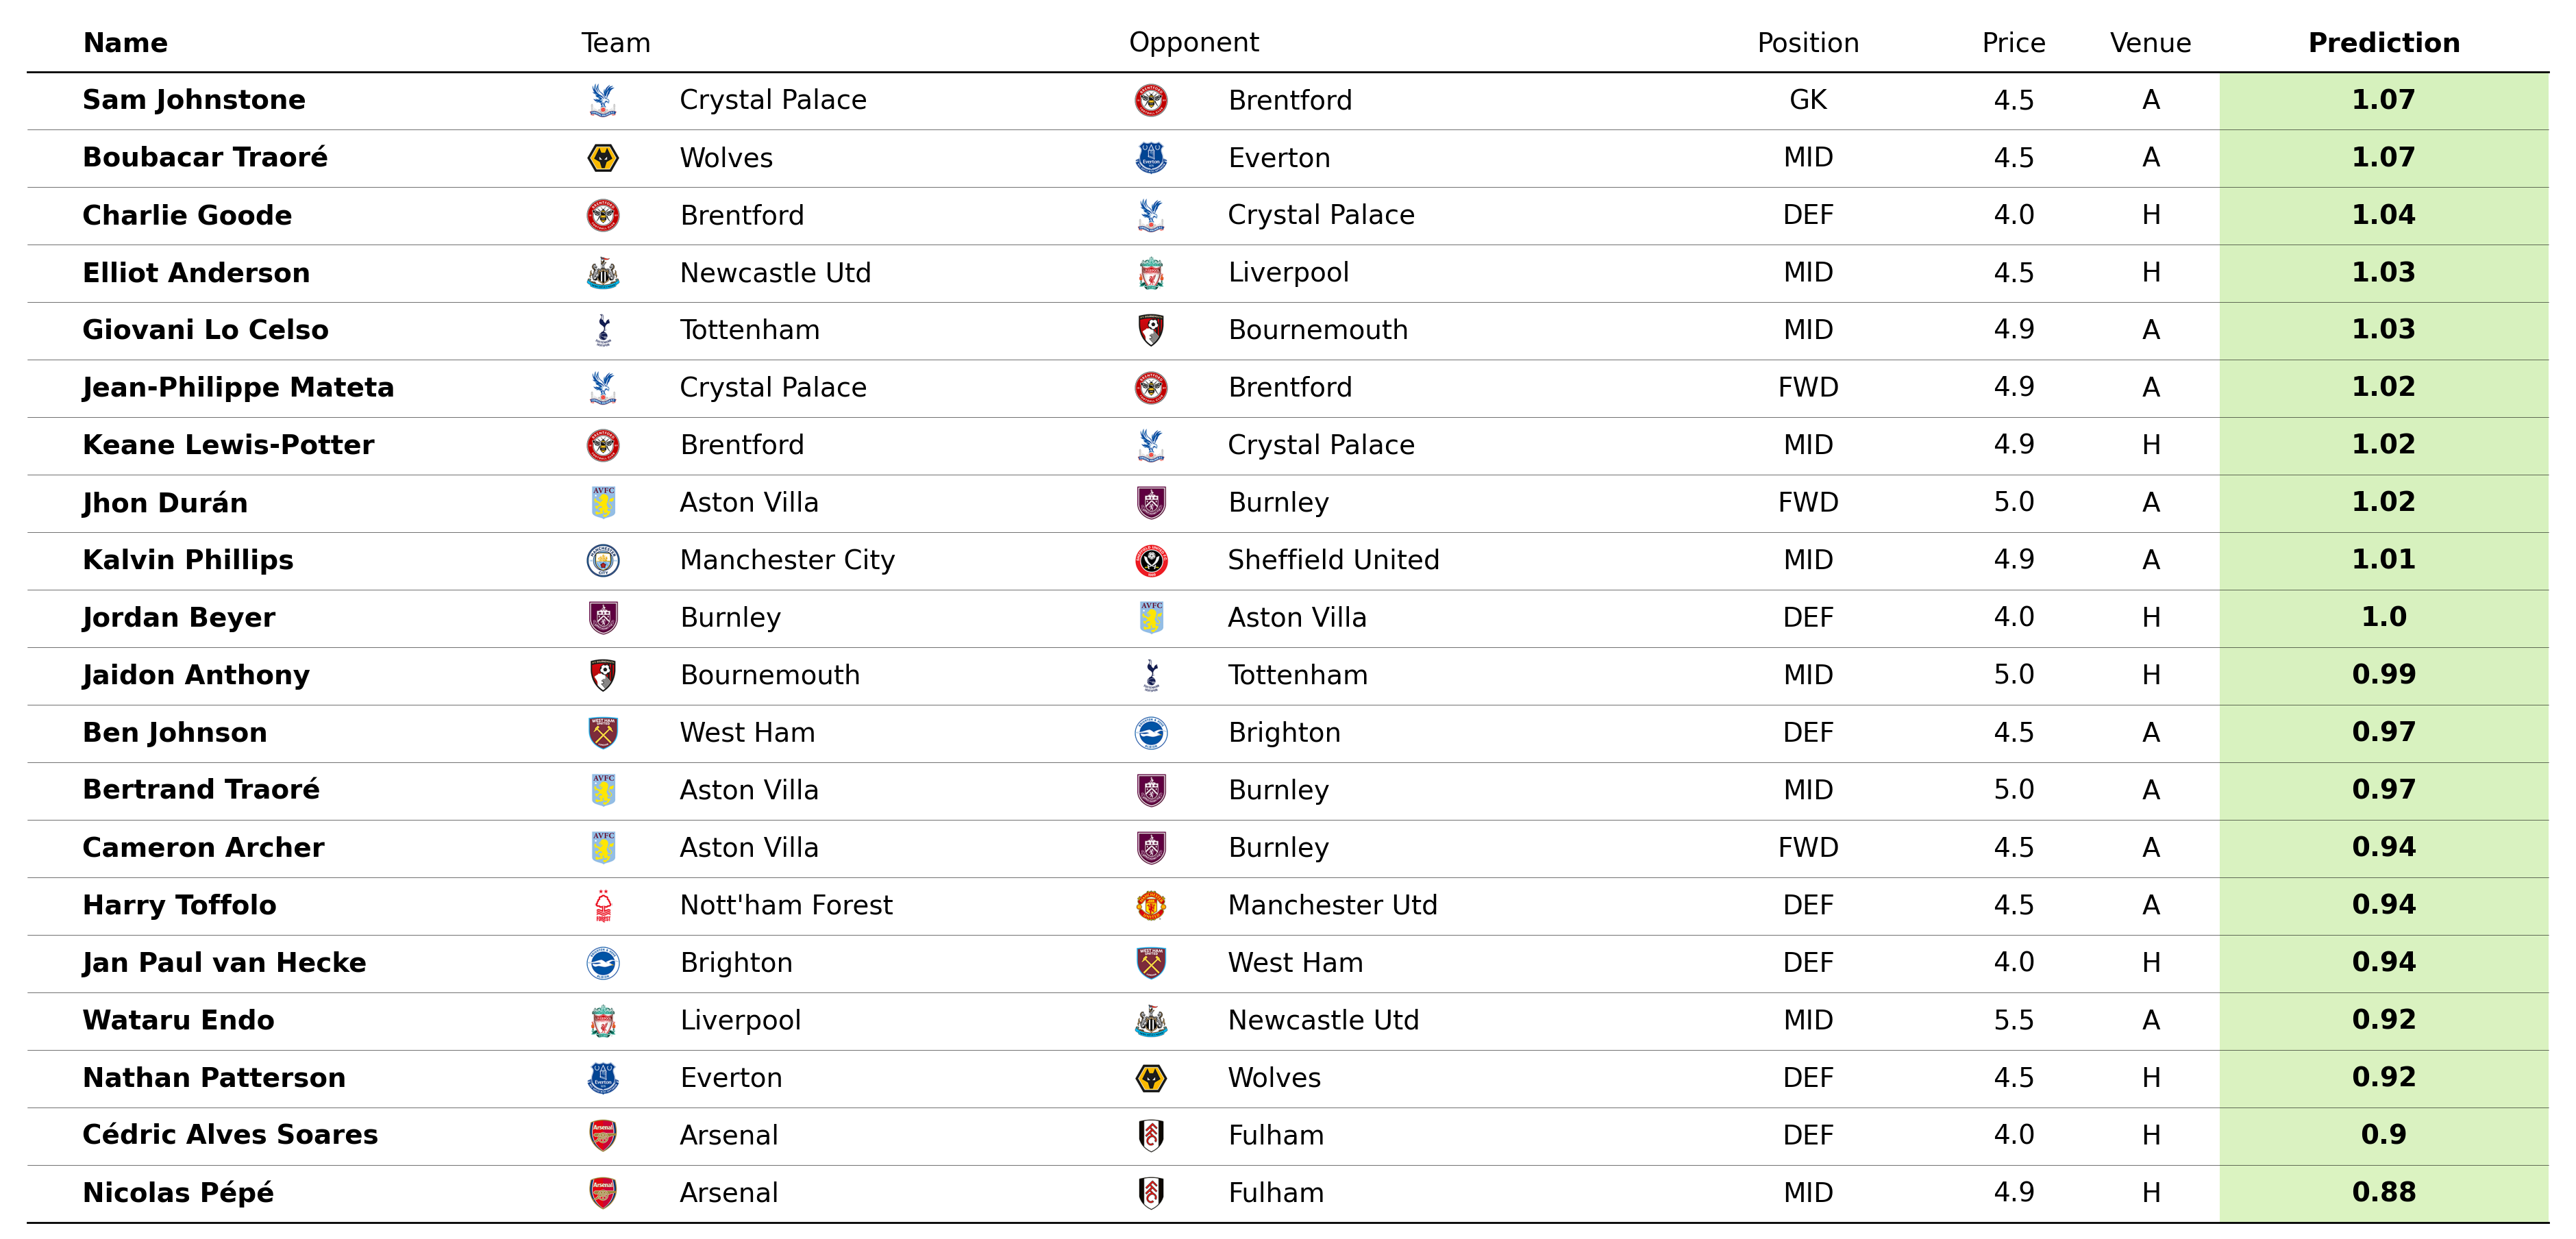 Name Team Opponent Position Price Venue Prediction
Sam Johnstone Crystal Palace Brentford GK 4.5 A 1.07
Boubacar Traoré Wolves Everton MID 4.5 A 1.07
Charlie Goode Brentford Crystal Palace DEF 4.0 H 1.04
Elliot Anderson Newcastle Utd Liverpool MID 4.5 H 1.03
Giovani Lo Celso Tottenham Bournemouth MID 4.9 A 1.03
Jean-Philippe Mateta Crystal Palace Brentford FWD 4.9 A 1.02
Keane Lewis-Potter Brentford Crystal Palace MID 4.9 H 1.02
Jhon Durán Aston Villa Burnley FWD 5.0 A 1.02
Kalvin Phillips Manchester City Sheffield United MID 4.9 A 1.01
Jordan Beyer Burnley Aston Villa DEF 4.0 H 1.0
Jaidon Anthony Bournemouth Tottenham MID 5.0 H 0.99
Ben Johnson West Ham Brighton DEF 4.5 A 0.97
Bertrand Traoré Aston Villa Burnley MID 5.0 A 0.97
Cameron Archer Aston Villa Burnley FWD 4.5 A 0.94
Harry Toffolo Nott'ham Forest Manchester Utd DEF 4.5 A 0.94
Jan Paul van Hecke Brighton West Ham DEF 4.0 H 0.94
Wataru Endo Liverpool Newcastle Utd MID 5.5 A 0.92
Nathan Patterson Everton Wolves DEF 4.5 H 0.92
Cédric Alves Soares Arsenal Fulham DEF 4.0 H 0.9
Nicolas Pépé Arsenal Fulham MID 4.9 H 0.88